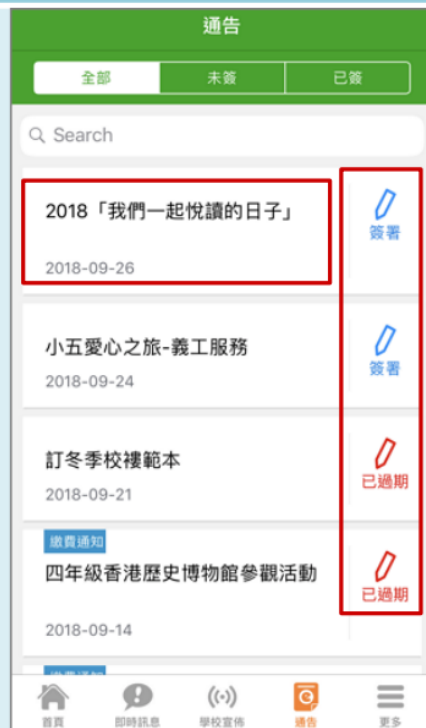 通告
全部 未簽 已簽
Search
2018「我們一起悅讀的日子」
簽署
2018-09-26
小五愛心之旅-義工服務
簽署
2018-09-24
訂冬季校褸範本
已過期
2018-09-21
繳費通知
四年級香港歷史博物館參觀活動
已過期
2018-09-14
首頁 即時訊息 學校宣佈 通告 更多